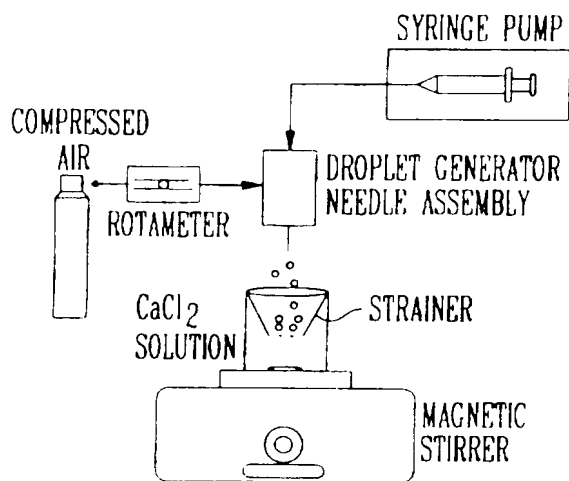 SYRINGE PUMP
COMPRESSED
AIR
ROTAMETER
DROPLET GENERATOR
NEEDLE ASSEMBLY
CaCl2
SOLUTION
STRAINER
MAGNETIC
STIRRER